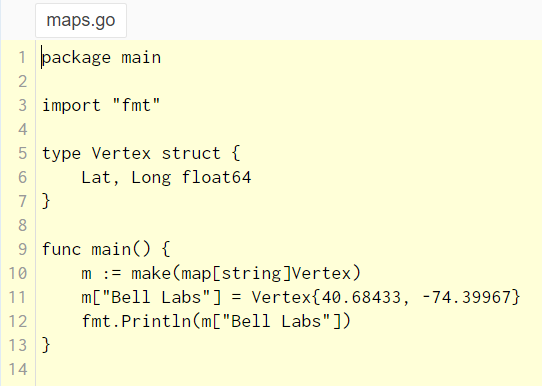 maps.go
1 package main
2
3 import "fmt"
4
5 type Vertex struct {
6     Lat, Long float64
7 }
8
9 func main() {
10     m := make(map[string]Vertex)
11     m["Bell Labs"] = Vertex{40.68433, -74.39967}
12     fmt.Println(m["Bell Labs"])
13 }
14